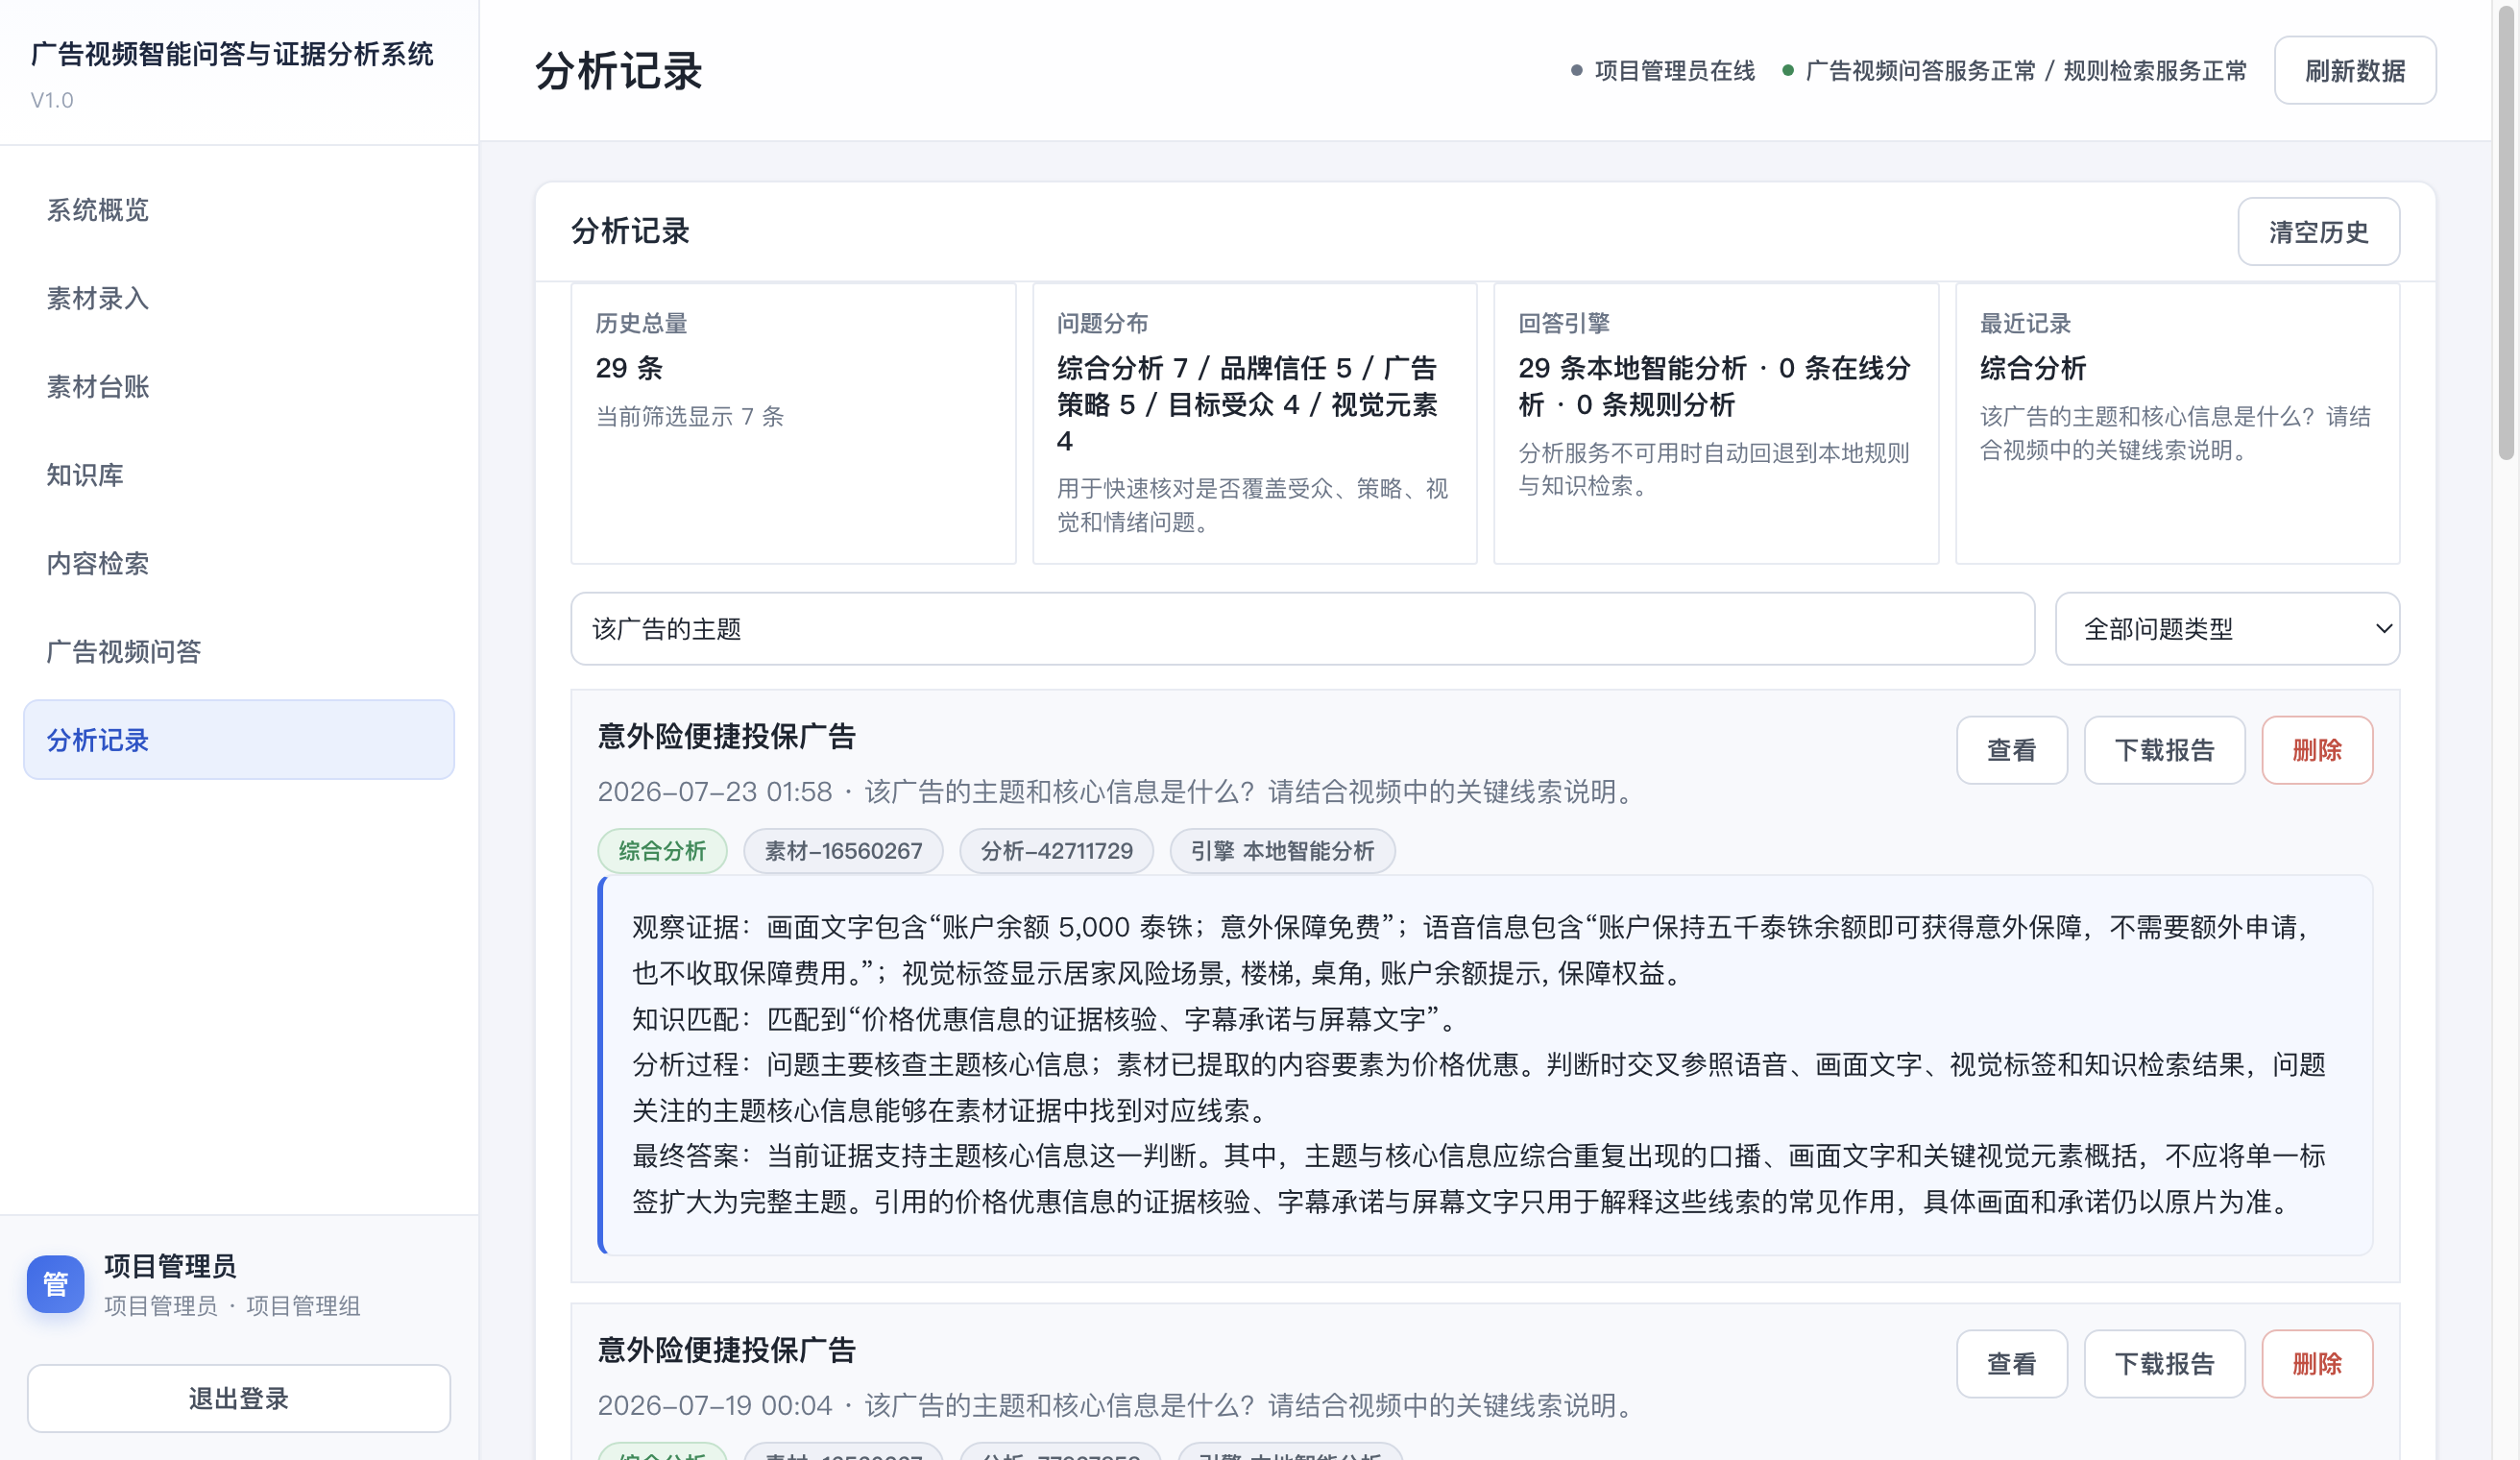 广告视频智能问答与证据分析系统
V1.0
系统概览
素材录入
素材台账
知识库
内容检索
广告视频问答
分析记录
管
项目管理员
项目管理员 · 项目管理组
退出登录
分析记录
项目管理员在线
广告视频问答服务正常 / 规则检索服务正常
刷新数据
分析记录
清空历史
历史总量
29 条
当前筛选显示 7 条
问题分布
综合分析 7 / 品牌信任 5 / 广告
策略 5 / 目标受众 4 / 视觉元素
4
用于快速核对是否覆盖受众、策略、视
觉和情绪问题。
回答引擎
29 条本地智能分析 · 0 条在线分
析 · 0 条规则分析
分析服务不可用时自动回退到本地规则
与知识检索。
最近记录
综合分析
该广告的主题和核心信息是什么？请结
合视频中的关键线索说明。
该广告的主题
全部问题类型
意外险便捷投保广告
查看
下载报告
删除
2026-07-23 01:58 · 该广告的主题和核心信息是什么？请结合视频中的关键线索说明。
综合分析
素材-16560267
分析-42711729
引擎 本地智能分析
观察证据：画面文字包含“账户余额 5,000 泰铢；意外保障免费”；语音信息包含“账户保持五千泰铢余额即可获得意外保障，不需要额外申请，
也不收取保障费用。”；视觉标签显示居家风险场景, 楼梯, 桌角, 账户余额提示, 保障权益。
知识匹配：匹配到“价格优惠信息的证据核验、字幕承诺与屏幕文字”。
分析过程：问题主要核查主题核心信息；素材已提取的内容要素为价格优惠。判断时交叉参照语音、画面文字、视觉标签和知识检索结果，问题
关注的主题核心信息能够在素材证据中找到对应线索。
最终答案：当前证据支持主题核心信息这一判断。其中，主题与核心信息应综合重复出现的口播、画面文字和关键视觉元素概括，不应将单一标
签扩大为完整主题。引用的价格优惠信息的证据核验、字幕承诺与屏幕文字只用于解释这些线索的常见作用，具体画面和承诺仍以原片为准。
意外险便捷投保广告
查看
下载报告
删除
2026-07-19 00:04 · 该广告的主题和核心信息是什么？请结合视频中的关键线索说明。
综合分析
素材-16560267
引擎 本地智能分析